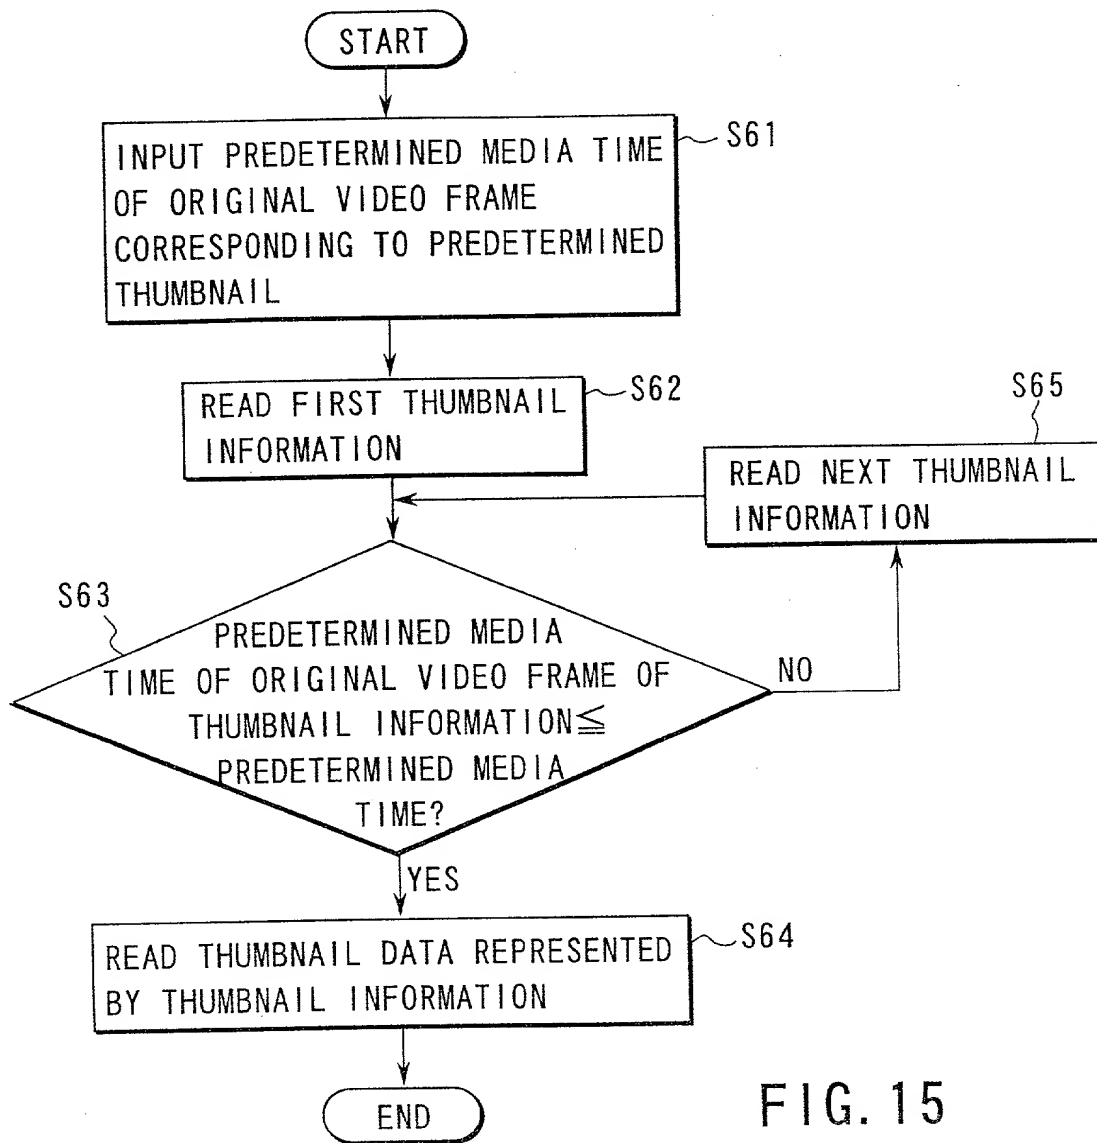 START
S61
INPUT PREDETERMINED MEDIA TIME
OF ORIGINAL VIDEO FRAME
CORRESPONDING TO PREDETERMINED
THUMBNAIL
S62
READ FIRST THUMBNAIL
INFORMATION
S65
READ NEXT THUMBNAIL
INFORMATION
S63
PREDETERMINED MEDIA
TIME OF ORIGINAL VIDEO FRAME OF
THUMBNAIL INFORMATION≦
PREDETERMINED MEDIA
TIME?
NO
YES
S64
READ THUMBNAIL DATA REPRESENTED
BY THUMBNAIL INFORMATION
END
FIG. 15